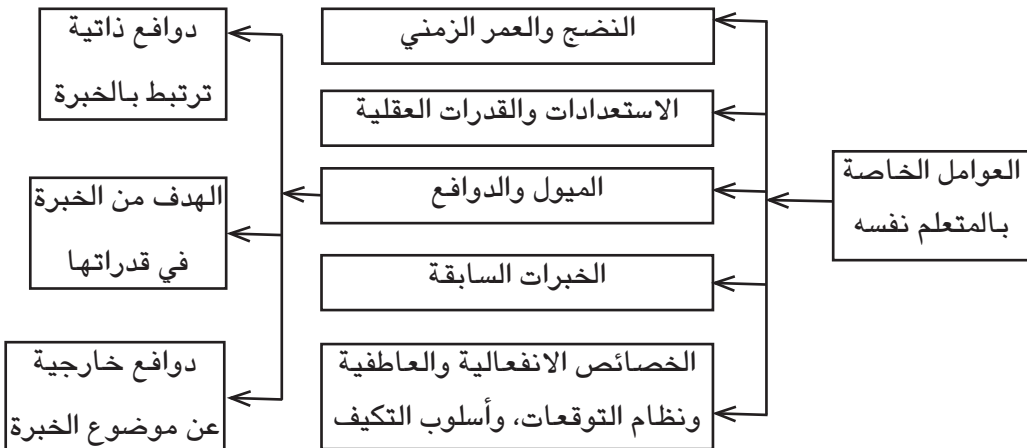 العوامل الخاصة
بالمتعلم نفسه
النضج والعمر الزمني
الاستعدادات والقدرات العقلية
الميول والدوافع
الخبرات السابقة
الخصائص الانفعالية والعاطفية
ونظام التوقعات، وأسلوب التكيف
دوافع ذاتية
ترتبط بالخبرة
الهدف من الخبرة
في قدراتها
دوافع خارجية
عن موضوع الخبرة